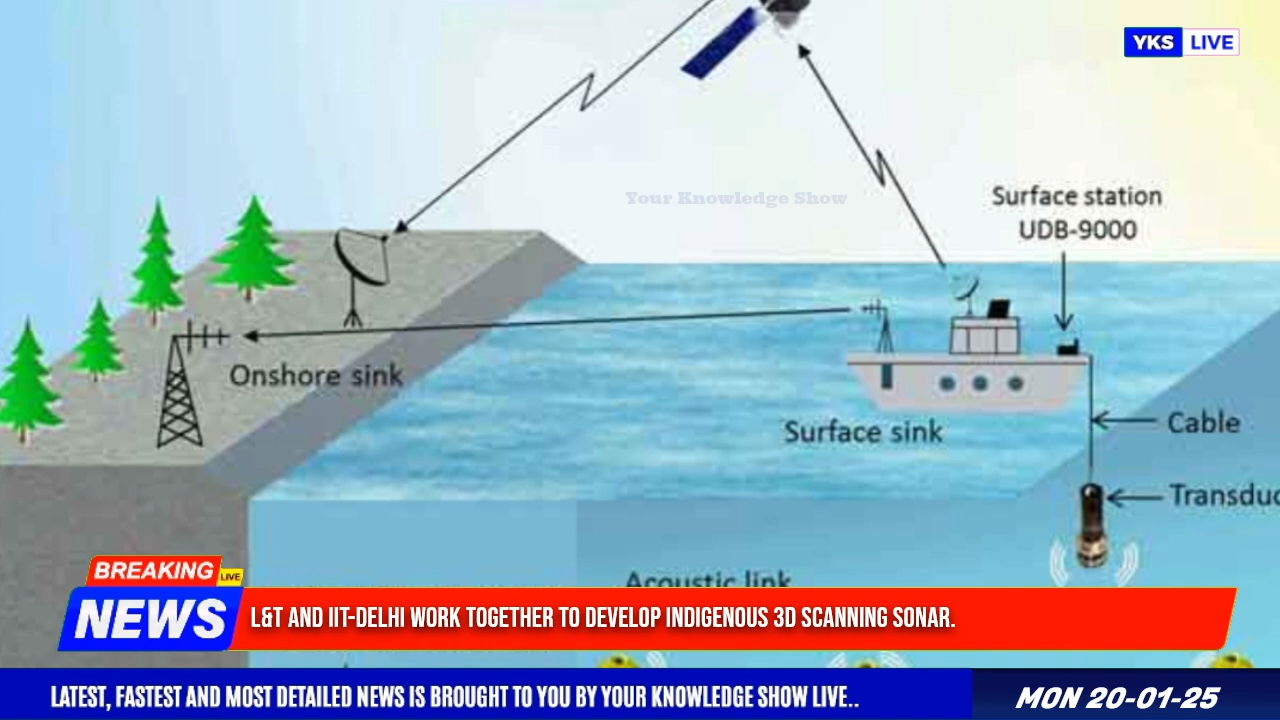 YKS LIVE
Your Knowledge Show
Surface station
UDB-9000
Onshore sink
Surface sink
Cable
Transduc
Acoustic link
BREAKING
LIVE
NEWS
L&T AND IIT-DELHI WORK TOGETHER TO DEVELOP INDIGENOUS 3D SCANNING SONAR.
LATEST, FASTEST AND MOST DETAILED NEWS IS BROUGHT TO YOU BY YOUR KNOWLEDGE SHOW LIVE..
MON 20-01-25